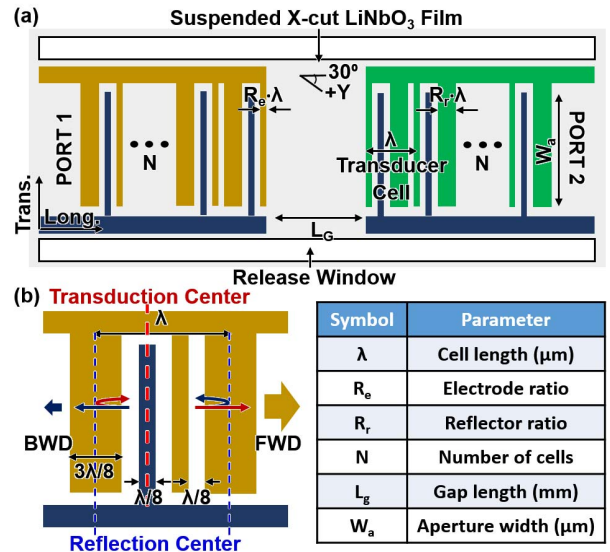 (a)
Suspended X-cut LiNbO3 Film
30º
+Y
Re·λ
Rr·λ
PORT 1
N
λ
Transducer
Cell
N
Wa
PORT 2
Trans.
Long.
LG
Release Window
(b)
Transduction Center
λ
BWD
FWD
3λ/8
λ/8
λ/8
Reflection Center
Symbol Parameter
λ Cell length (µm)
Re Electrode ratio
Rr Reflector ratio
N Number of cells
Lg Gap length (mm)
Wa Aperture width (µm)